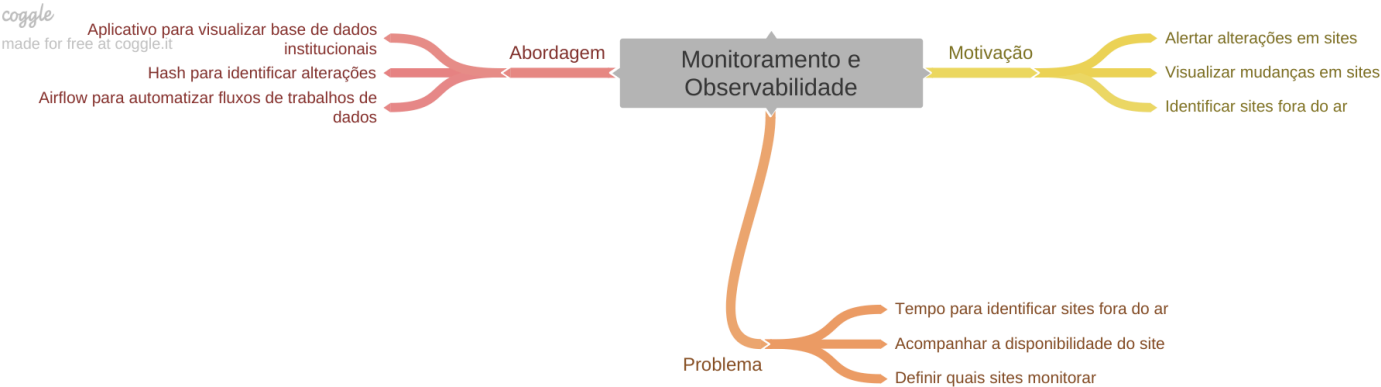 coggle
made for free at coggle.it
Aplicativo para visualizar base de dados
institucionais
Hash para identificar alterações
Airflow para automatizar fluxos de trabalhos de
dados
Abordagem
Monitoramento e
Observabilidade
Motivação
Alertar alterações em sites
Visualizar mudanças em sites
Identificar sites fora do ar
Problema
Tempo para identificar sites fora do ar
Acompanhar a disponibilidade do site
Definir quais sites monitorar